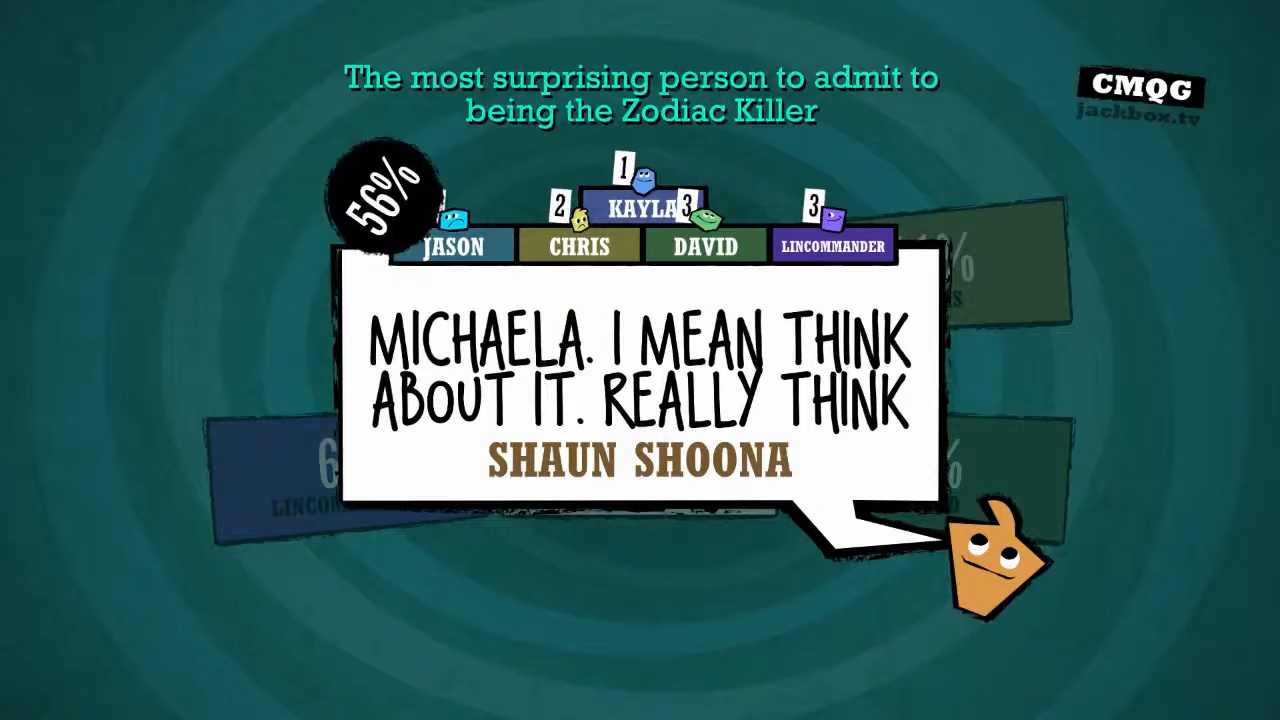 The most surprising person to admit to
being the Zodiac Killer
CMQG
jackbox.tv
56%
1
KAYLA
2
3
3
JASON
CHRIS
DAVID
LINCOMMANDER
MICHAELA. I MEAN THINK
ABOUT IT. REALLY THINK
SHAUN SHOONA